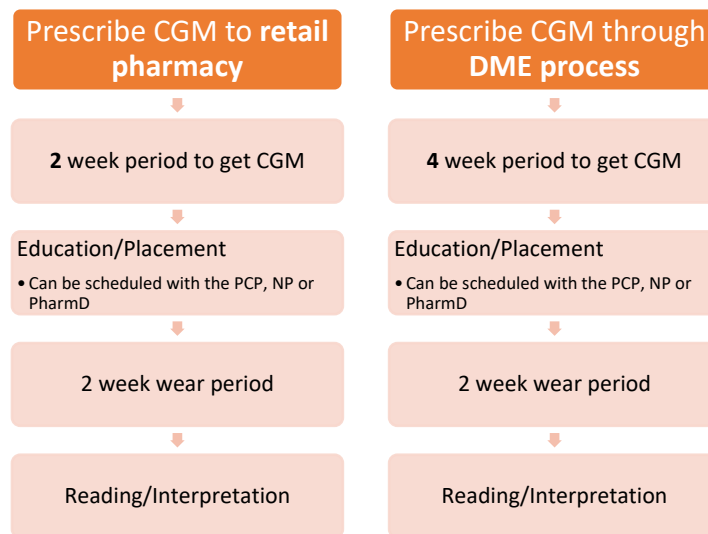 Prescribe CGM to retail
pharmacy
2 week period to get CGM
Education/Placement
• Can be scheduled with the PCP, NP or
PharmD
2 week wear period
Reading/Interpretation
Prescribe CGM through
DME process
4 week period to get CGM
Education/Placement
• Can be scheduled with the PCP, NP or
PharmD
2 week wear period
Reading/Interpretation